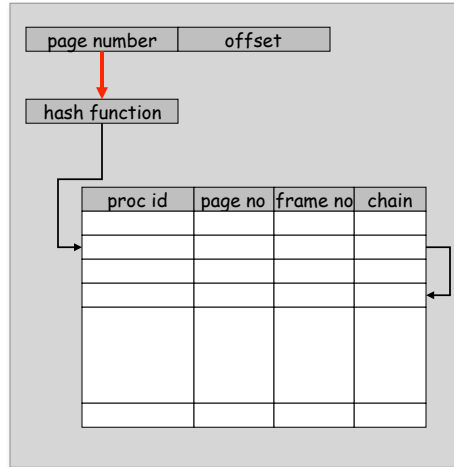 page number offset
hash function
proc id page no frame no chain